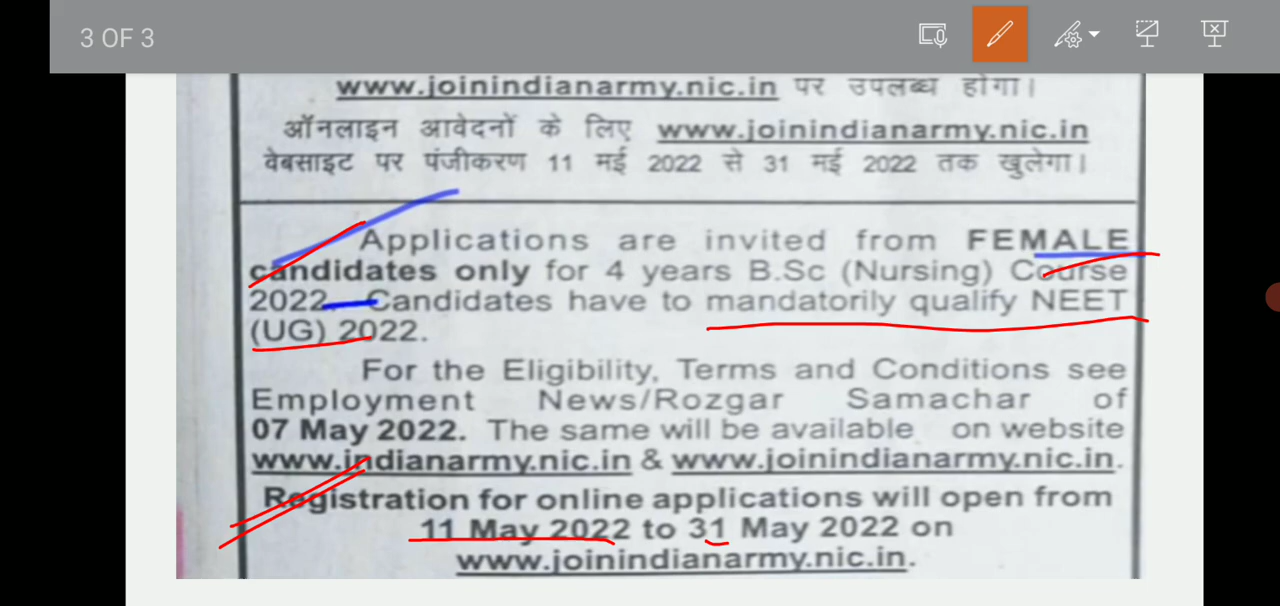 3 OF 3
www.joinindianarmy.nic.in पर उपलब्ध होगा।
ऑनलाइन आवेदनों के लिए www.joinindianarmy.nic.in
वेबसाइट पर पंजीकरण 11 मई 2022 से 31 मई 2022 तक खुलेगा।
Applications are invited from FEMALE
candidates only for 4 years B.Sc (Nursing) Course
2022. Candidates have to mandatorily qualify NEET
(UG) 2022.
For the Eligibility, Terms and Conditions see
Employment News/Rozgar Samachar of
07 May 2022. The same will be available on website
www.indianarmy.nic.in & www.joinindianarmy.nic.in.
Registration for online applications will open from
11 May 2022 to 31 May 2022 on
www.joinindianarmy.nic.in.